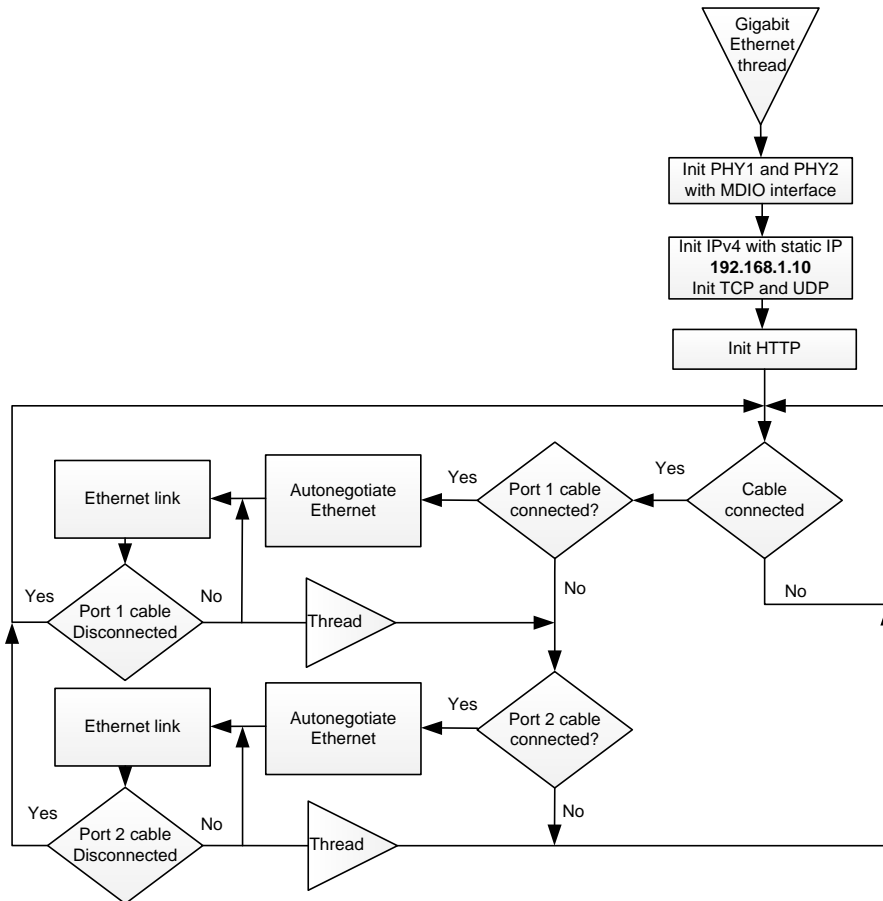 Gigabit
Ethernet
thread
Init PHY1 and PHY2
with MDIO interface
Init IPv4 with static IP
192.168.1.10
Init TCP and UDP
Init HTTP
Cable
connected
Yes
No
Port 1 cable
connected?
Yes
No
Autonegotiate
Ethernet
Ethernet link
Port 1 cable
Disconnected
Yes
No
Thread
Port 2 cable
connected?
Yes
No
Autonegotiate
Ethernet
Ethernet link
Port 2 cable
Disconnected
Yes
No
Thread